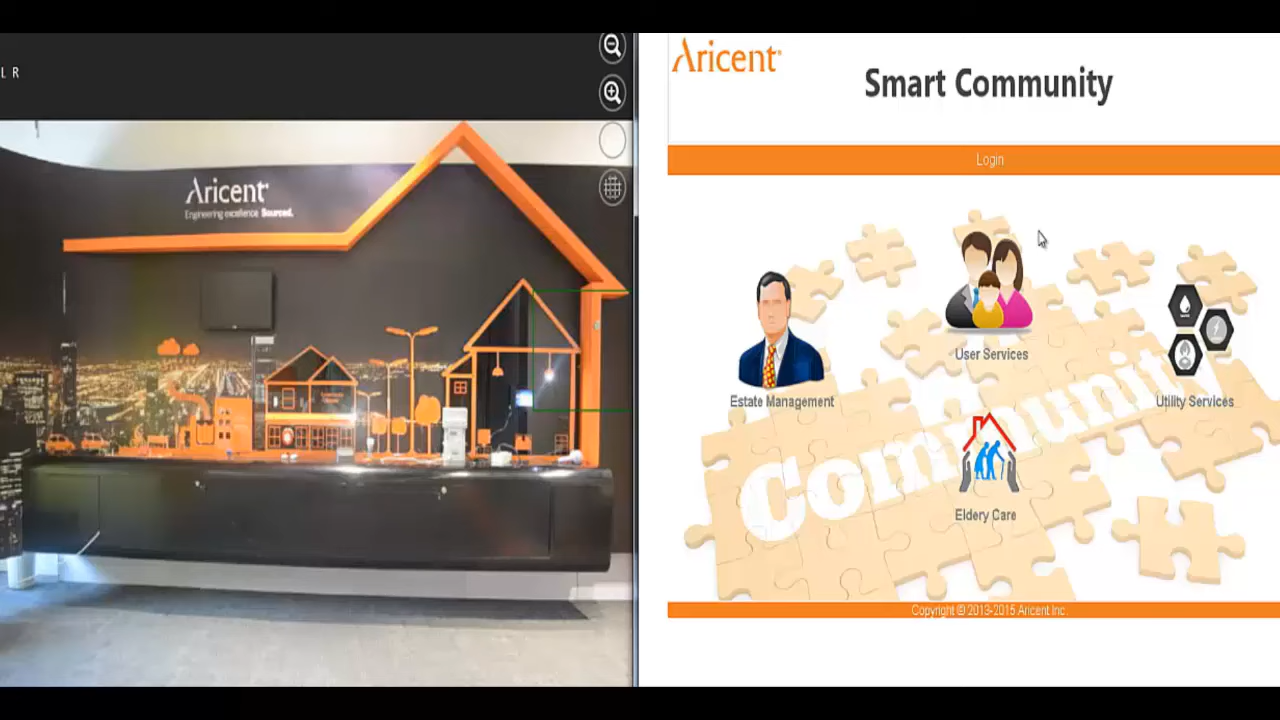 L R
Aricent
Engineering excellence Sourced.
Aricent
Smart Community
Login
User Services
Estate Management
Utility Services
Community
Eldery Care
Copyright © 2013-2015 Aricent Inc.